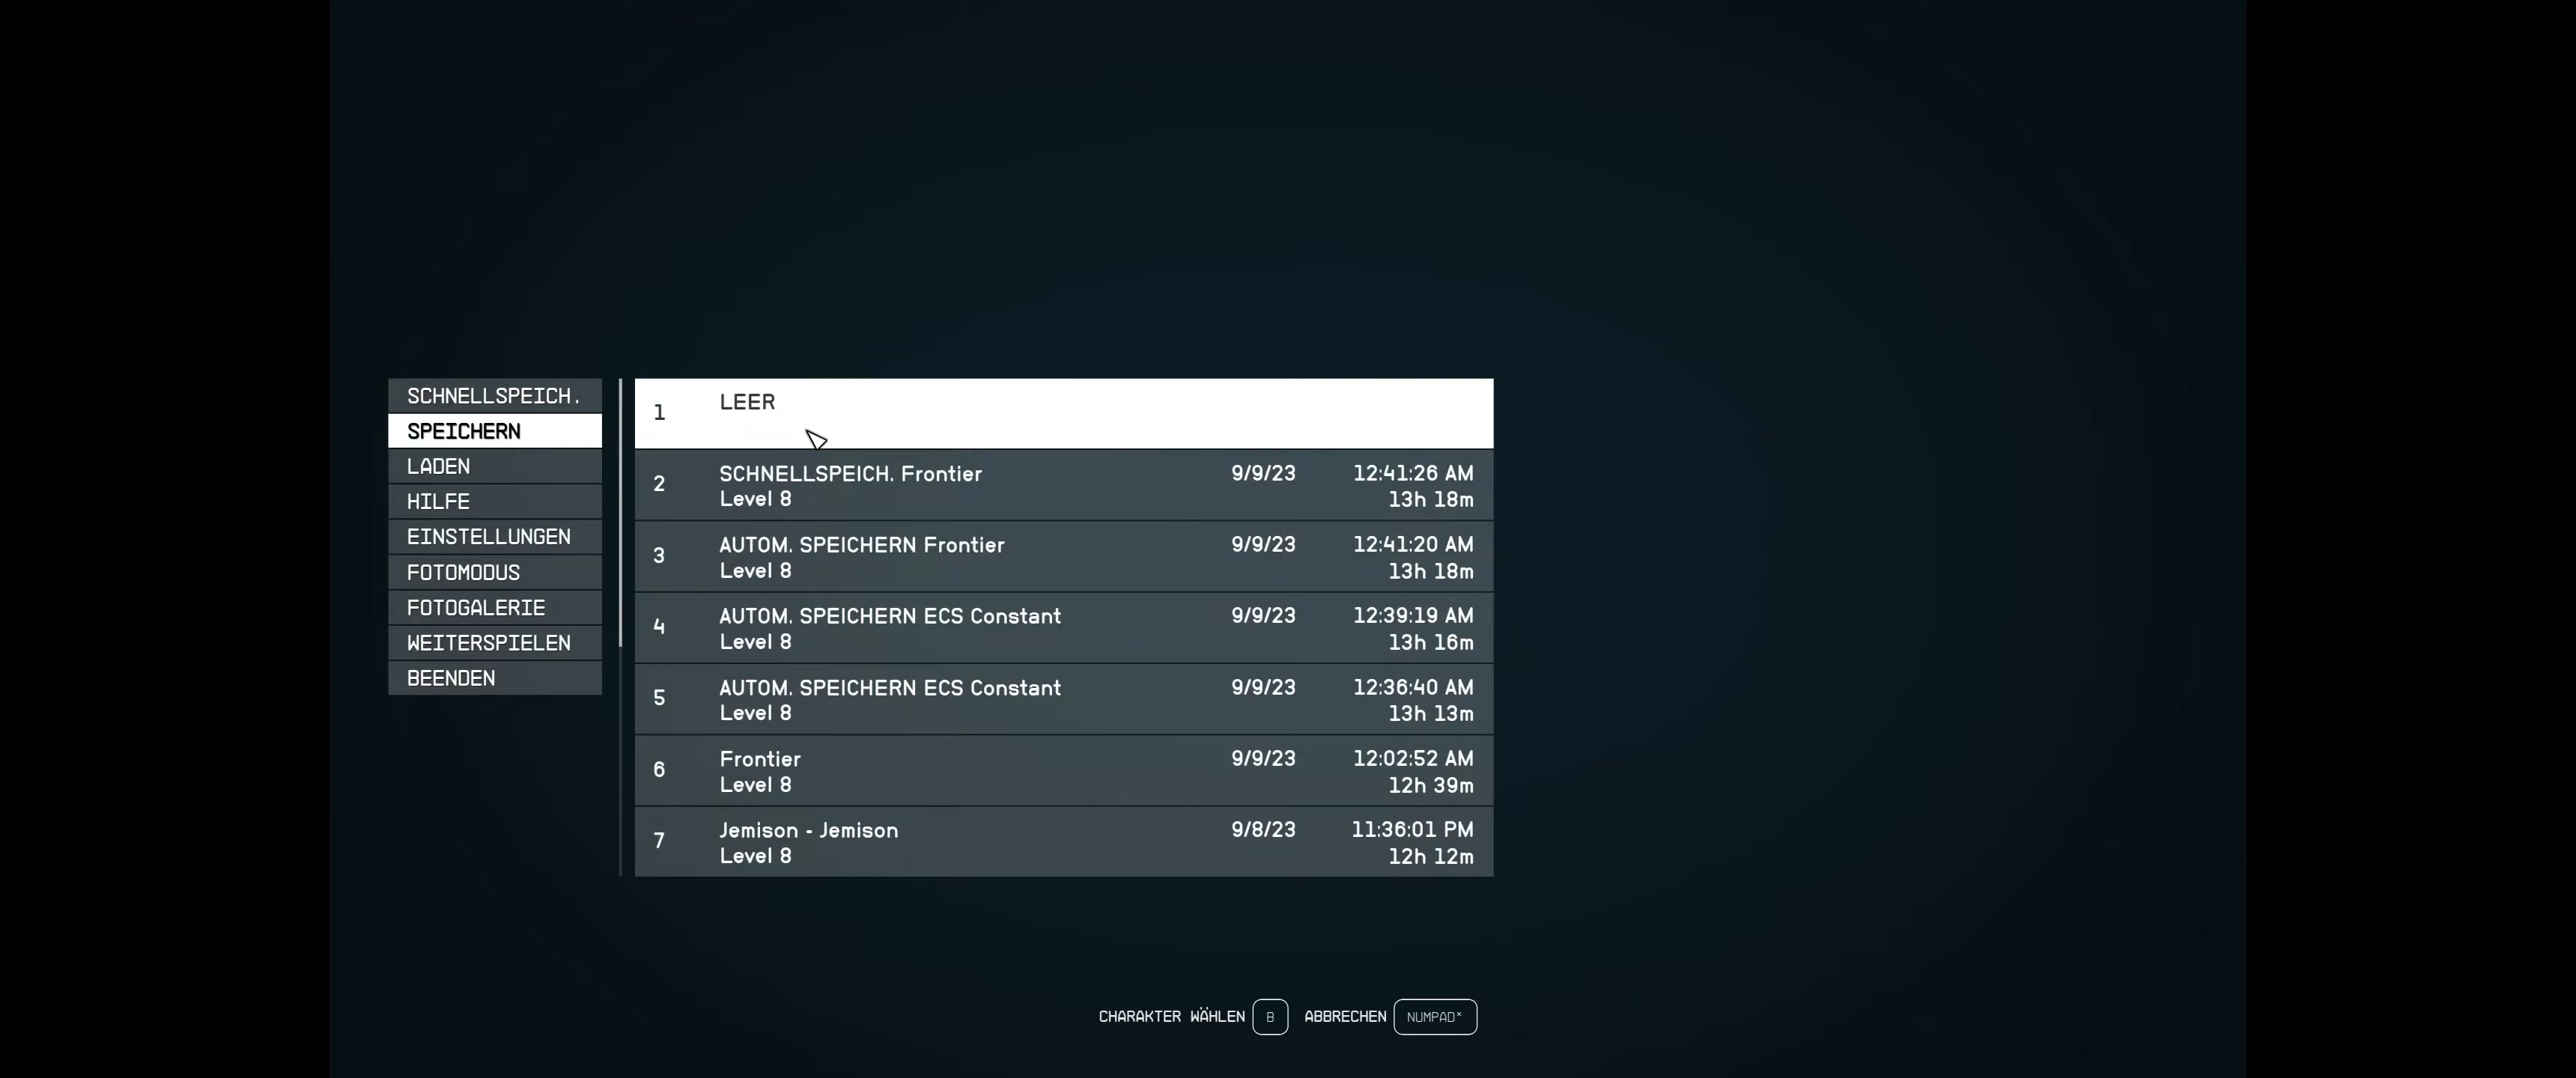 SCHNELLSPEICH.
SPEICHERN
LADEN
HILFE
EINSTELLUNGEN
FOTOMODUS
FOTOGALERIE
WEITERSPIELEN
BEENDEN
1 LEER
2 SCHNELLSPEICH. Frontier 9/9/23 12:41:26 AM
Level 8 13h 18m
3 AUTOM. SPEICHERN Frontier 9/9/23 12:41:20 AM
Level 8 13h 18m
4 AUTOM. SPEICHERN ECS Constant 9/9/23 12:39:19 AM
Level 8 13h 16m
5 AUTOM. SPEICHERN ECS Constant 9/9/23 12:36:40 AM
Level 8 13h 13m
6 Frontier 9/9/23 12:02:52 AM
Level 8 12h 39m
7 Jemison - Jemison 9/8/23 11:36:01 PM
Level 8 12h 12m
CHARAKTER WÄHLEN B ABBRECHEN NUMPAD*